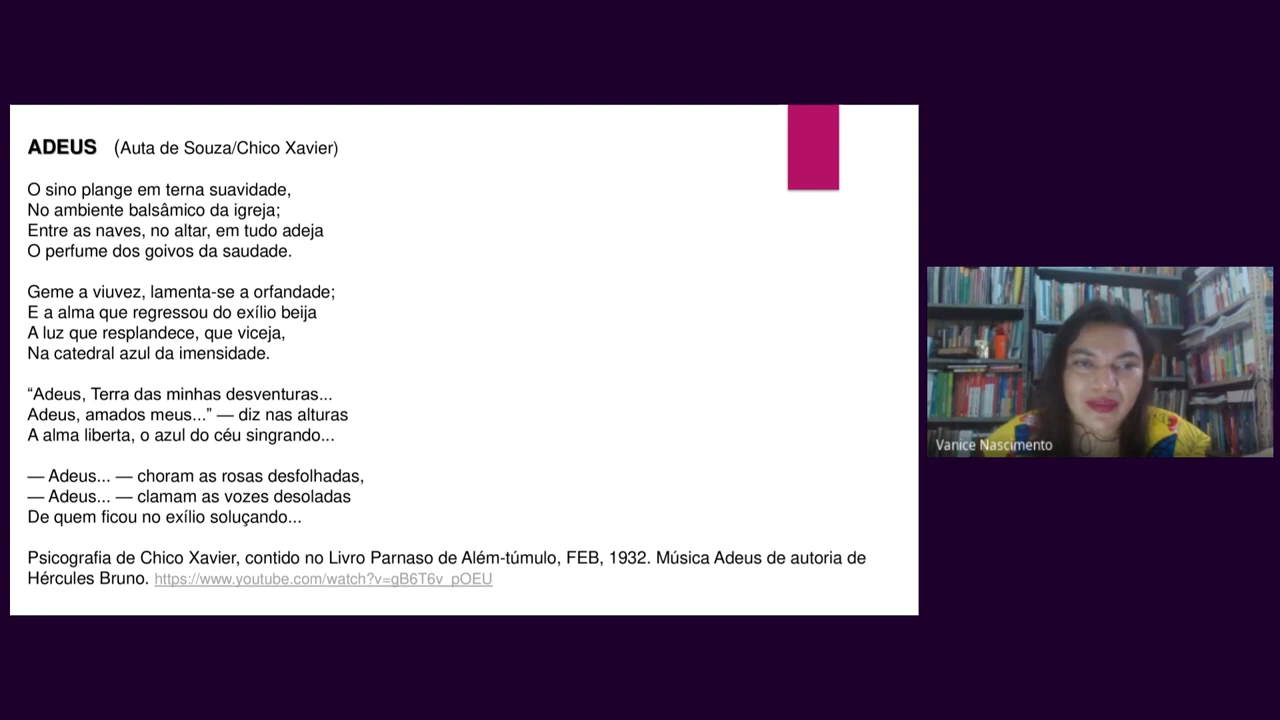 ADEUS (Auta de Souza/Chico Xavier)
O sino plange em terna suavidade,
No ambiente balsâmico da igreja;
Entre as naves, no altar, em tudo adeja
O perfume dos goivos da saudade.
Geme a viuvez, lamenta-se a orfandade;
E a alma que regressou do exílio beija
A luz que resplandece, que viceja,
Na catedral azul da imensidade.
“Adeus, Terra das minhas desventuras...
Adeus, amados meus...” — diz nas alturas
A alma liberta, o azul do céu singrando...
— Adeus... — choram as rosas desfolhadas,
— Adeus... — clamam as vozes desoladas
De quem ficou no exílio soluçando...
Psicografia de Chico Xavier, contido no Livro Parnaso de Além-túmulo, FEB, 1932. Música Adeus de autoria de
Hércules Bruno. https://www.youtube.com/watch?v=gB6T6v_pOEU
Vanice Nascimento